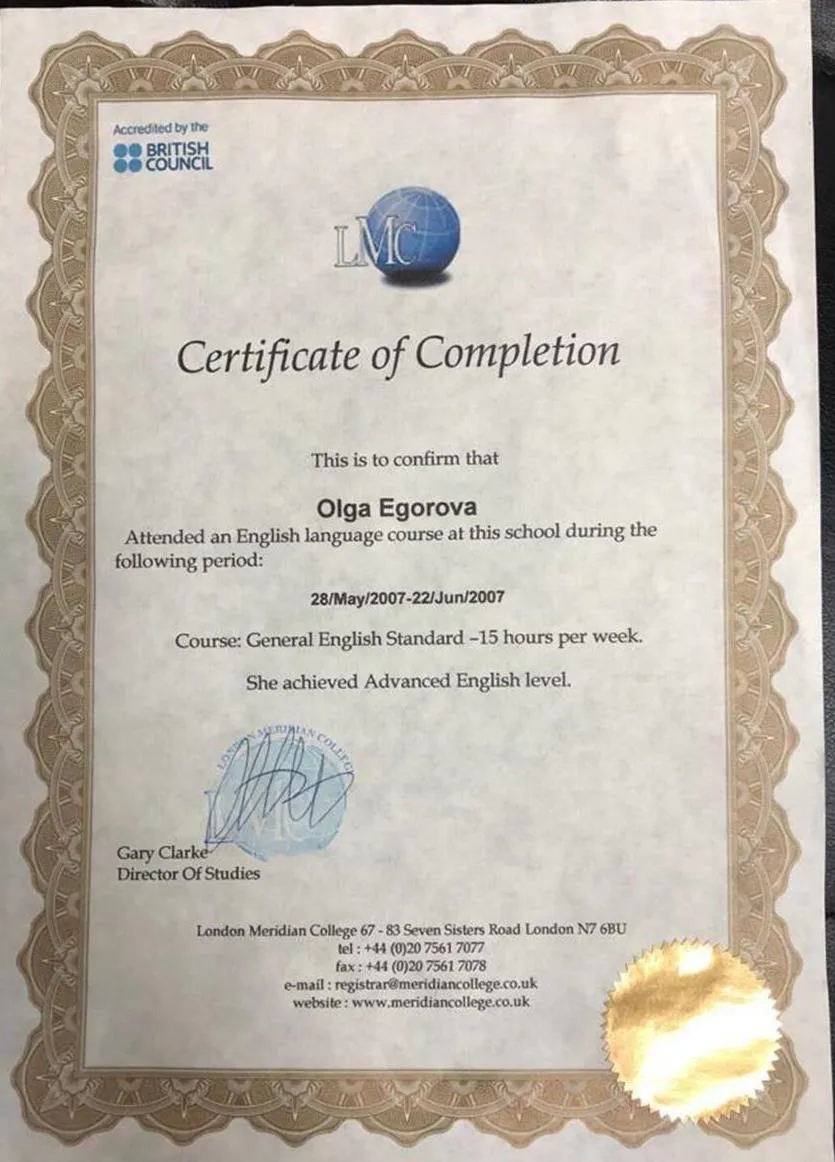 Accredited by the
BRITISH
COUNCIL
LMC
Certificate of Completion
This is to confirm that
Olga Egorova
Attended an English language course at this school during the
following period:
28/May/2007-22/Jun/2007
Course: General English Standard –15 hours per week.
She achieved Advanced English level.
LONDON MERIDIAN COLLEGE
LMC
Gary Clarke
Director Of Studies
London Meridian College 67 - 83 Seven Sisters Road London N7 6BU
tel : +44 (0)20 7561 7077
fax : +44 (0)20 7561 7078
e-mail : registrar@meridiancollege.co.uk
website : www.meridiancollege.co.uk